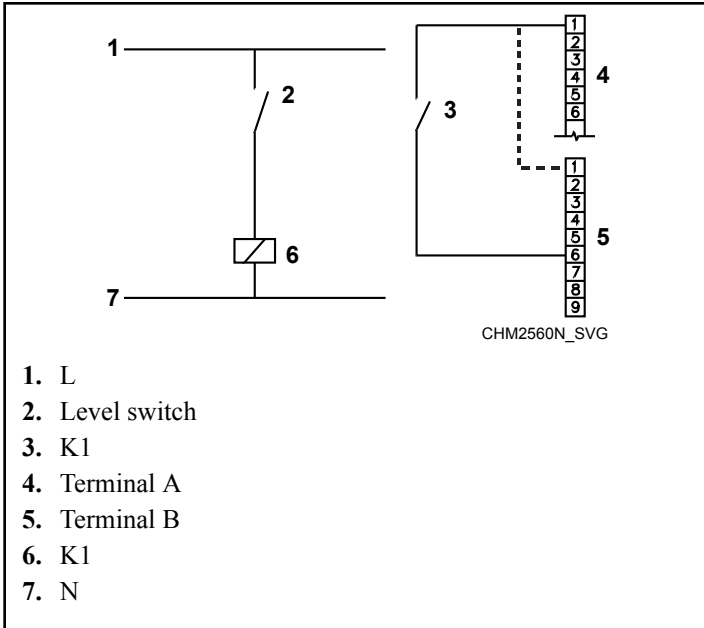 1
2
3
6
7
1
2
3
4
5
6
4
1
2
3
4
5
6
7
8
9
5
CHM2560N_SVG
1. L
2. Level switch
3. K1
4. Terminal A
5. Terminal B
6. K1
7. N